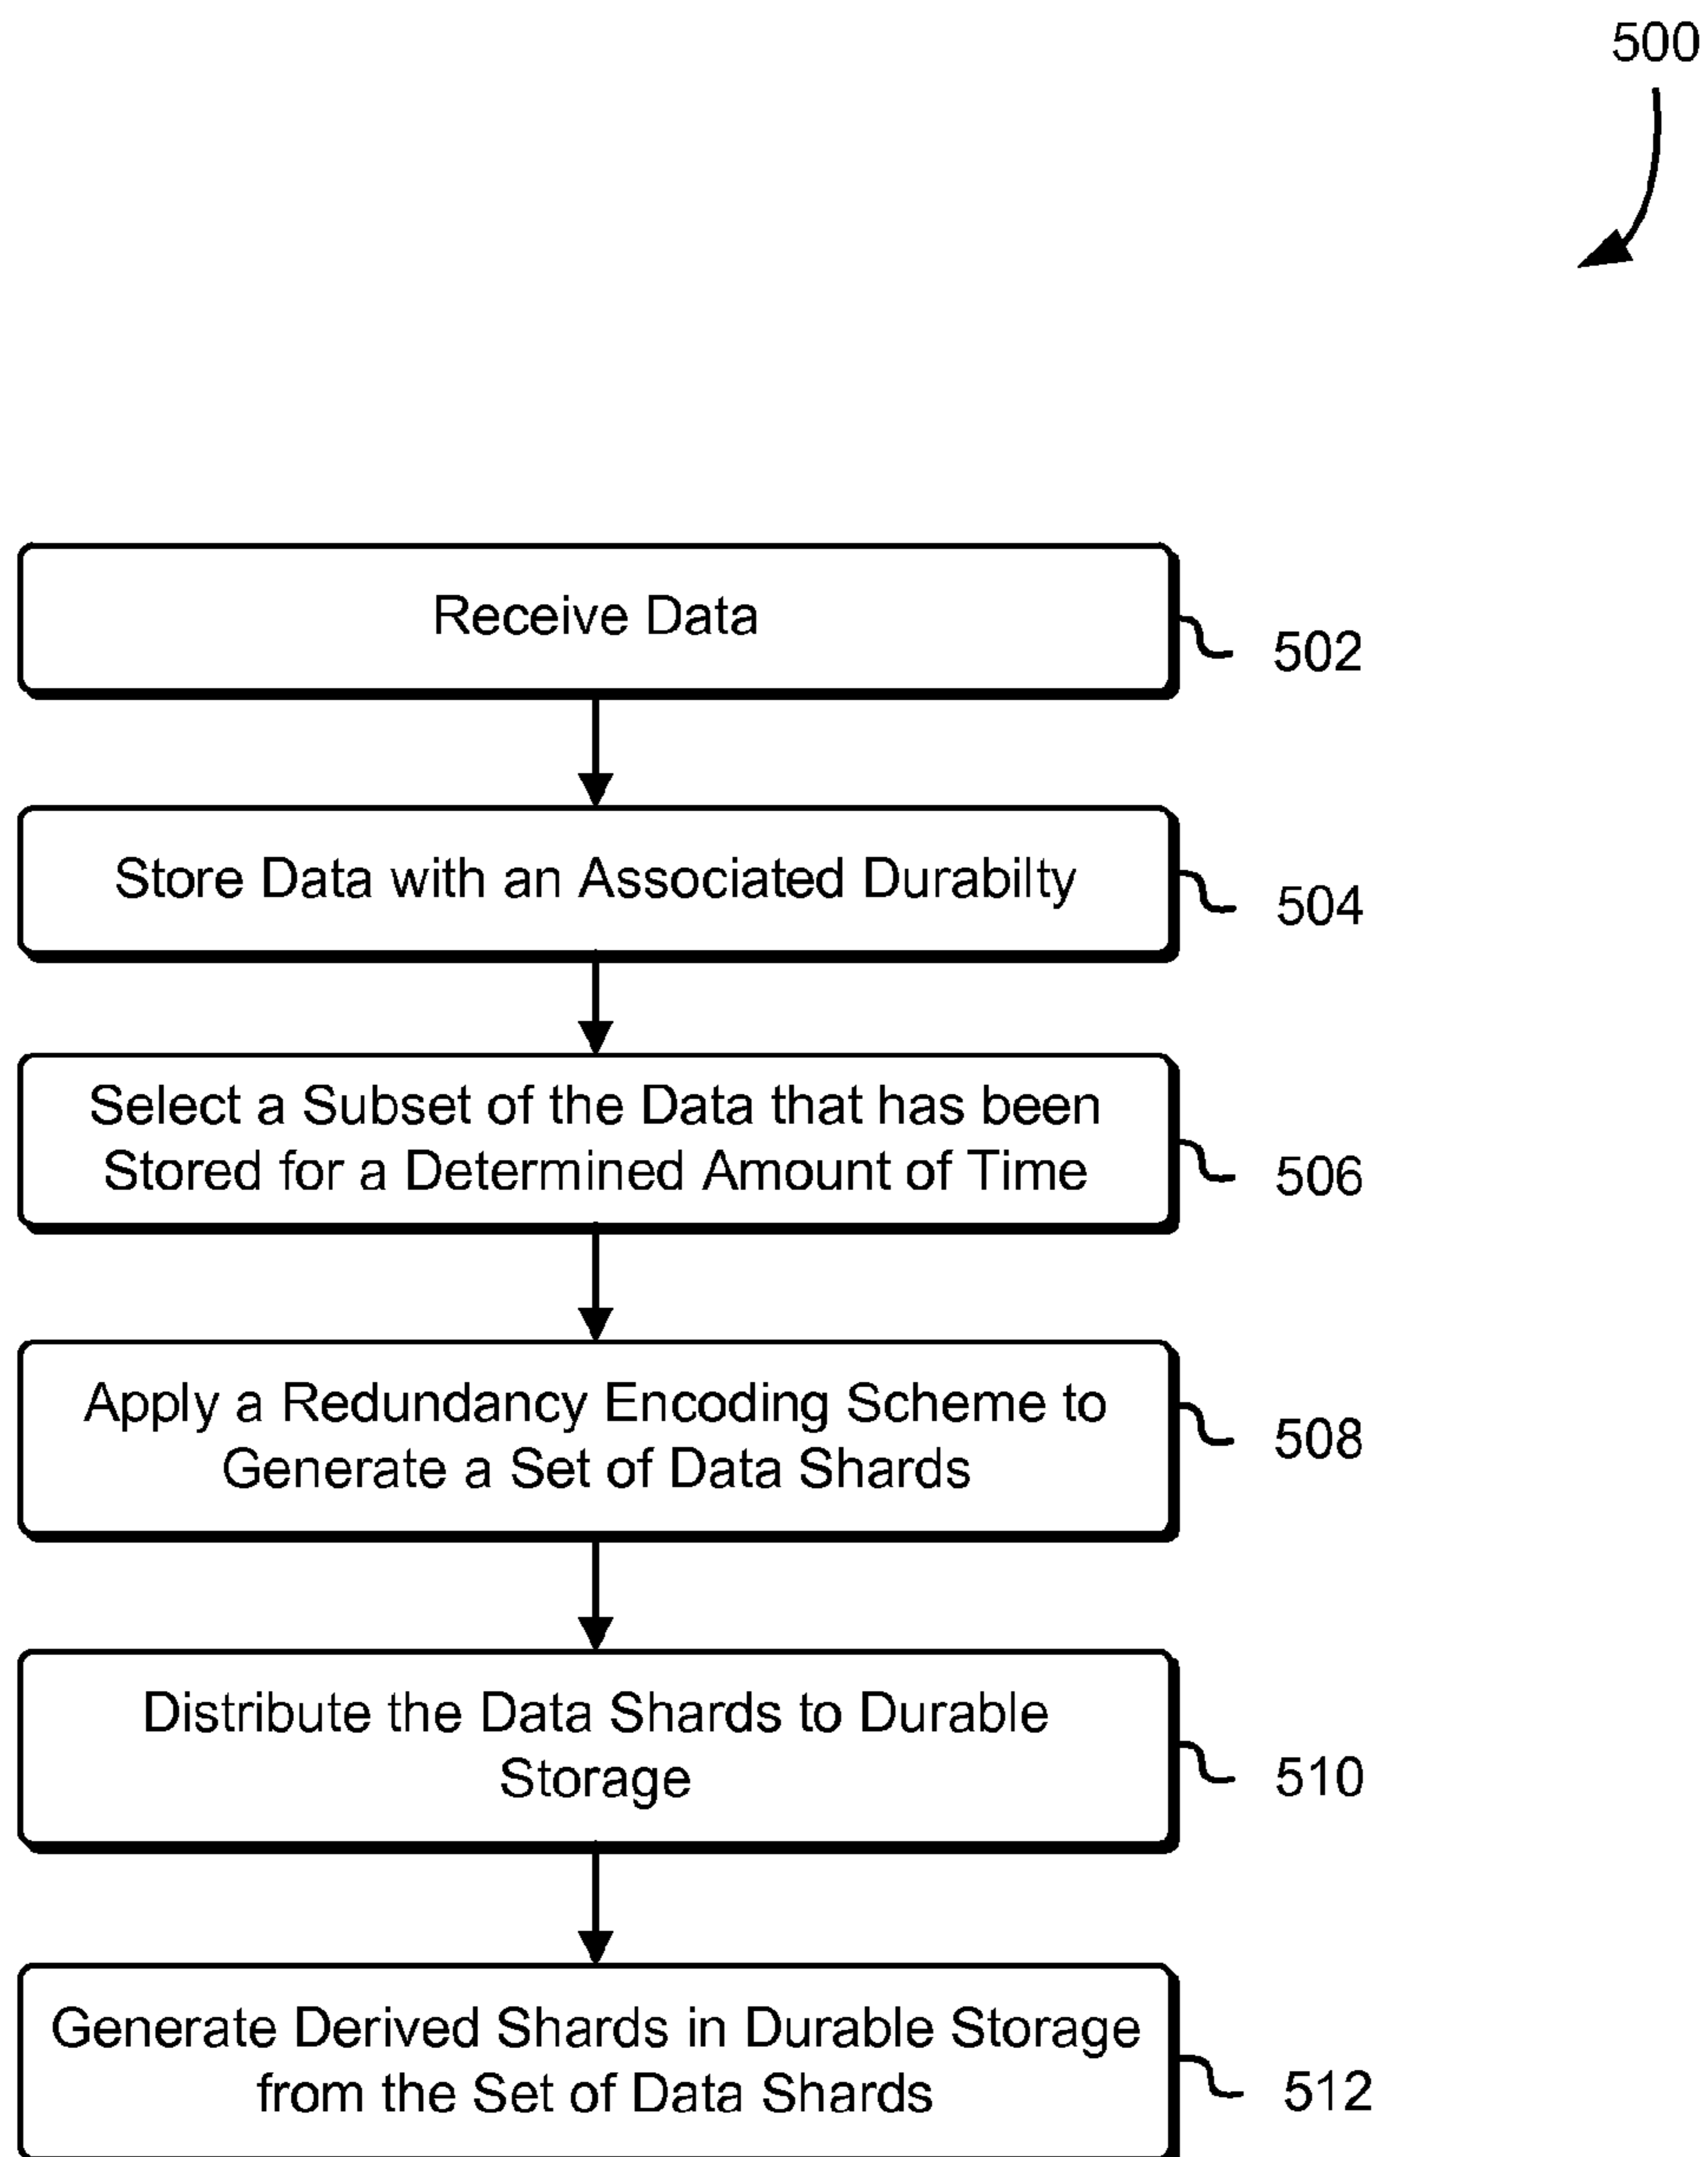 500
Receive Data
502
Store Data with an Associated Durabilty
504
Select a Subset of the Data that has been
Stored for a Determined Amount of Time
506
Apply a Redundancy Encoding Scheme to
Generate a Set of Data Shards
508
Distribute the Data Shards to Durable
Storage
510
Generate Derived Shards in Durable Storage
from the Set of Data Shards
512